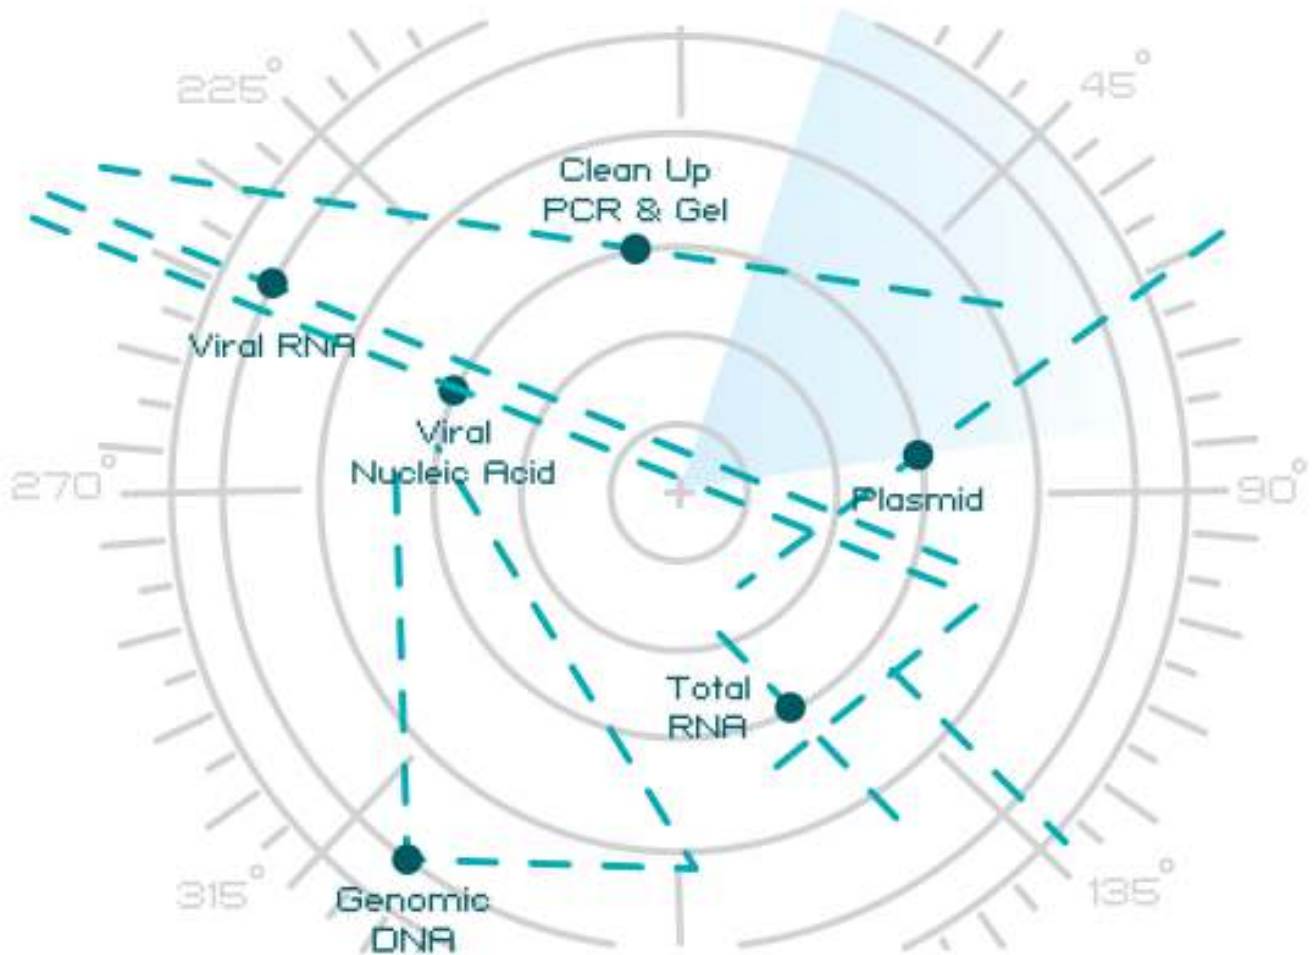 225°
45°
Clean Up
PCR & Gel
Viral RNA
Viral
Nucleic Acid
270°
Plasmid
90°
Total
RNA
315°
Genomic
DNA
135°